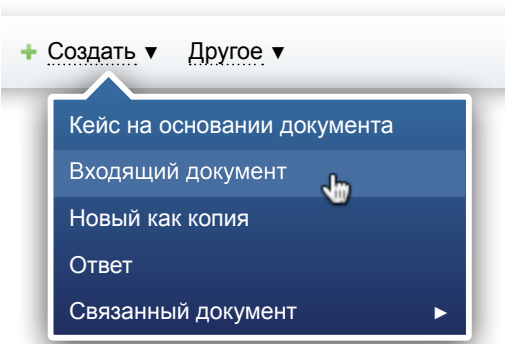 Создать ▼ Другое ▼
Кейс на основании документа
Входящий документ
Новый как копия
Ответ
Связанный документ ►